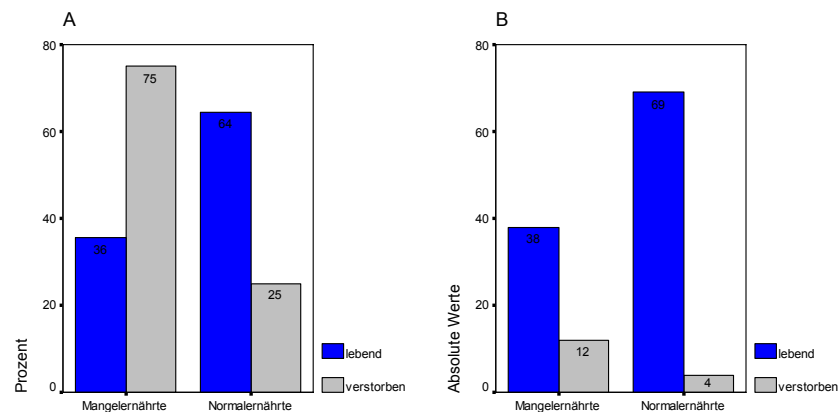 A
80
60
40
20
0
Prozent
36
75
64
25
Mangelernährte
Normalernährte
lebend
verstorben
B
80
60
40
20
0
Absolute Werte
38
12
69
4
Mangelernährte
Normalernährte
lebend
verstorben